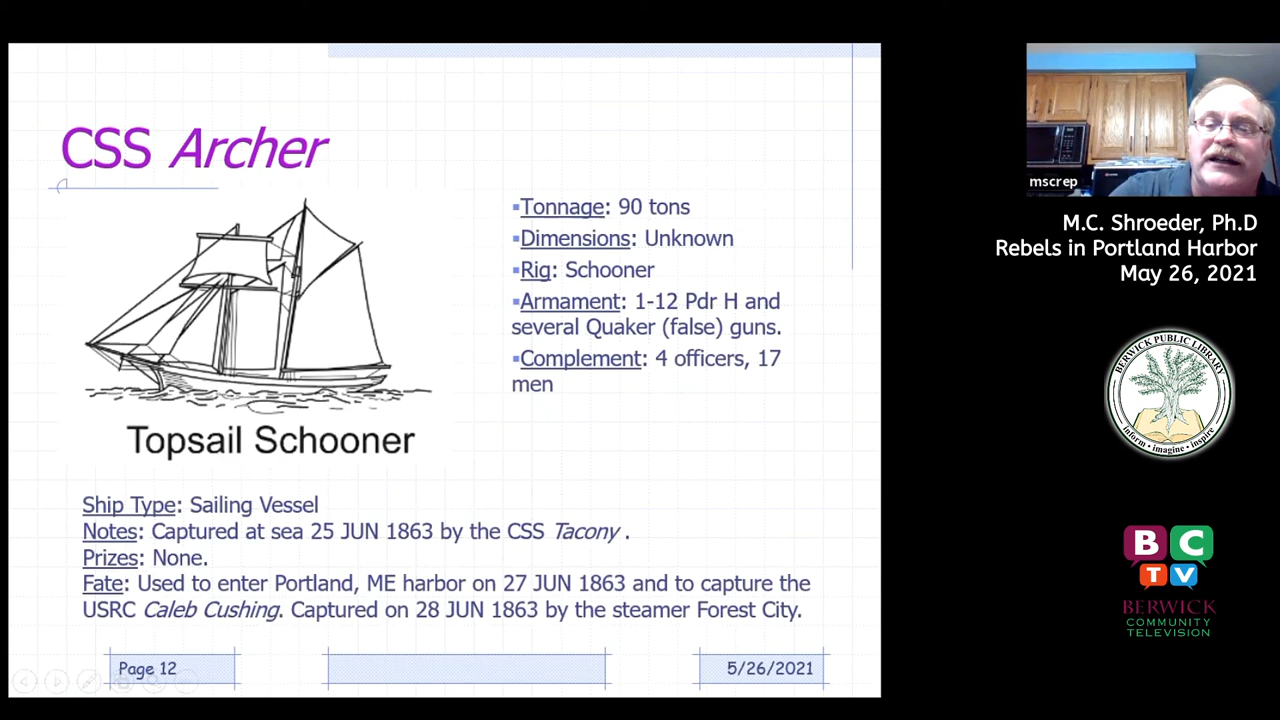 CSS Archer
▪Tonnage: 90 tons
▪Dimensions: Unknown
▪Rig: Schooner
▪Armament: 1-12 Pdr H and
several Quaker (false) guns.
▪Complement: 4 officers, 17
men
Topsail Schooner
Ship Type: Sailing Vessel
Notes: Captured at sea 25 JUN 1863 by the CSS Tacony .
Prizes: None.
Fate: Used to enter Portland, ME harbor on 27 JUN 1863 and to capture the
USRC Caleb Cushing. Captured on 28 JUN 1863 by the steamer Forest City.
Page 12
5/26/2021
mscrep
M.C. Shroeder, Ph.D
Rebels in Portland Harbor
May 26, 2021
BERWICK PUBLIC LIBRARY
inform • imagine • inspire
BC
TV
BERWICK
COMMUNITY
TELEVISION